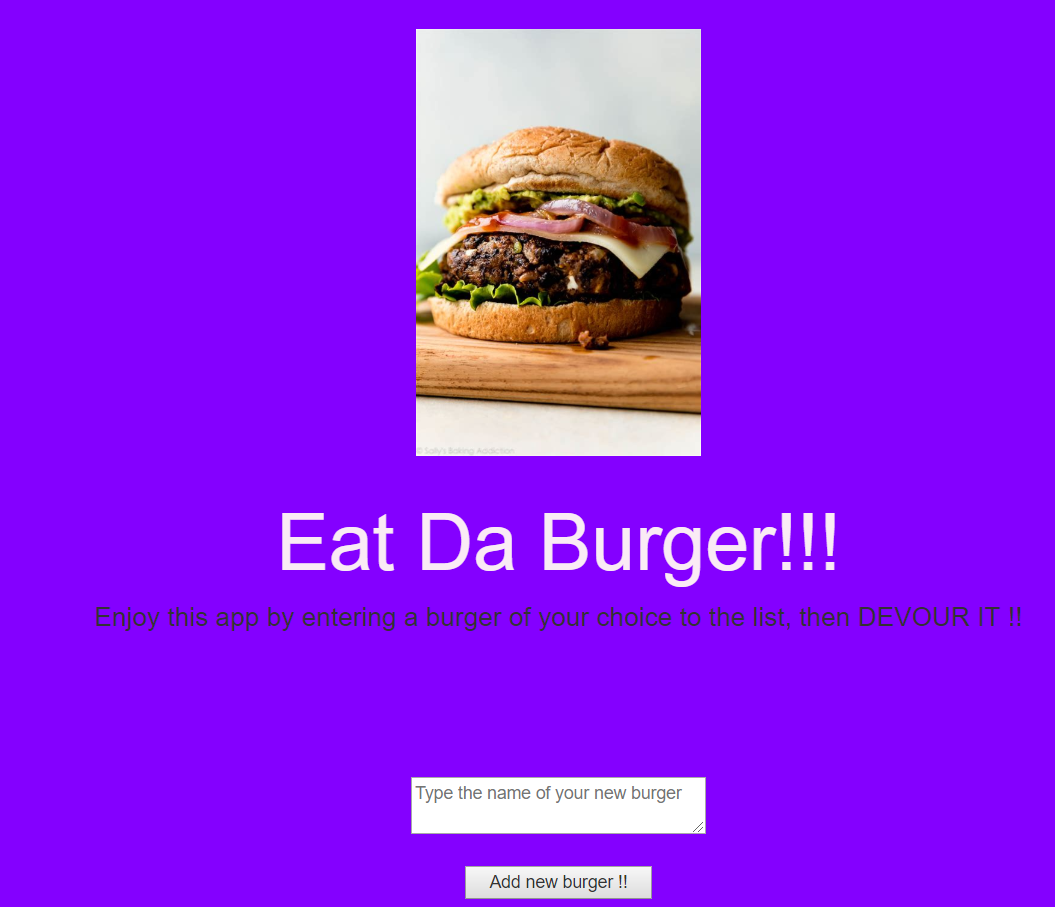 © Sally's Baking Addiction
Eat Da Burger!!!
Enjoy this app by entering a burger of your choice to the list, then DEVOUR IT !!
Type the name of your new burger
Add new burger !!